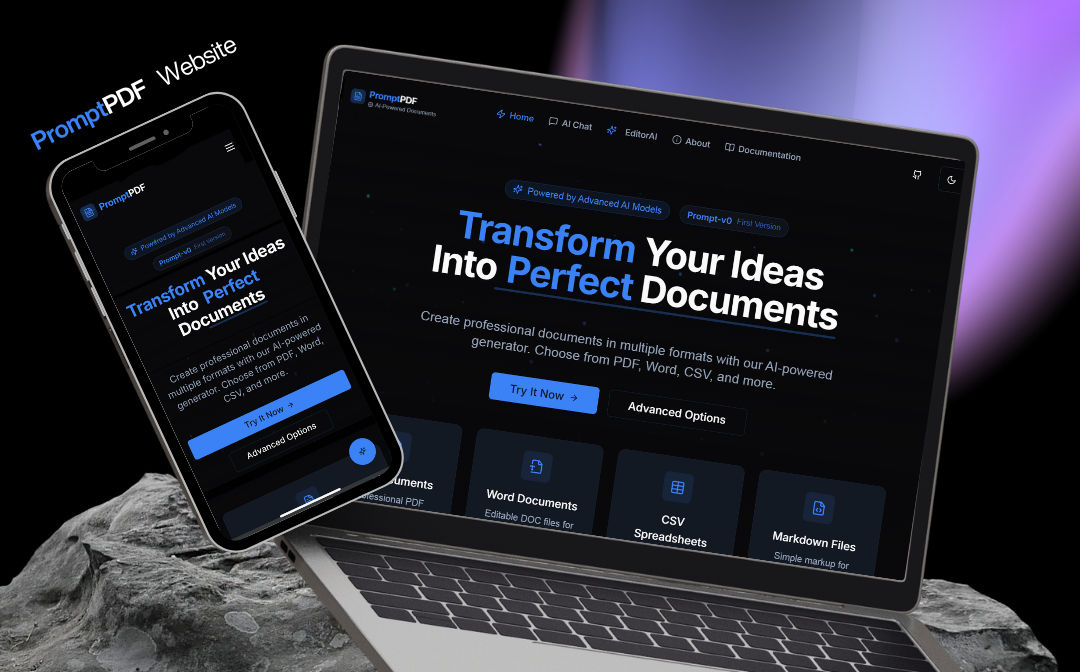 PromptPDF Website
PromptPDF
Powered by Advanced AI Models
Prompt-v0 First Version
Transform Your Ideas
Into Perfect
Documents
Create professional documents in
multiple formats with our AI-powered
generator. Choose from PDF, Word,
CSV, and more.
Try It Now →
Advanced Options
PromptPDF
AI-Powered Documents
Home
AI Chat
EditorAI
About
Documentation
Powered by Advanced AI Models
Prompt-v0 First Version
Transform Your Ideas
Into Perfect Documents
Create professional documents in multiple formats with our AI-powered
generator. Choose from PDF, Word, CSV, and more.
Try It Now →
Advanced Options
uments
essional PDF
Word Documents
Editable DOC files for
CSV
Spreadsheets
Markdown Files
Simple markup for